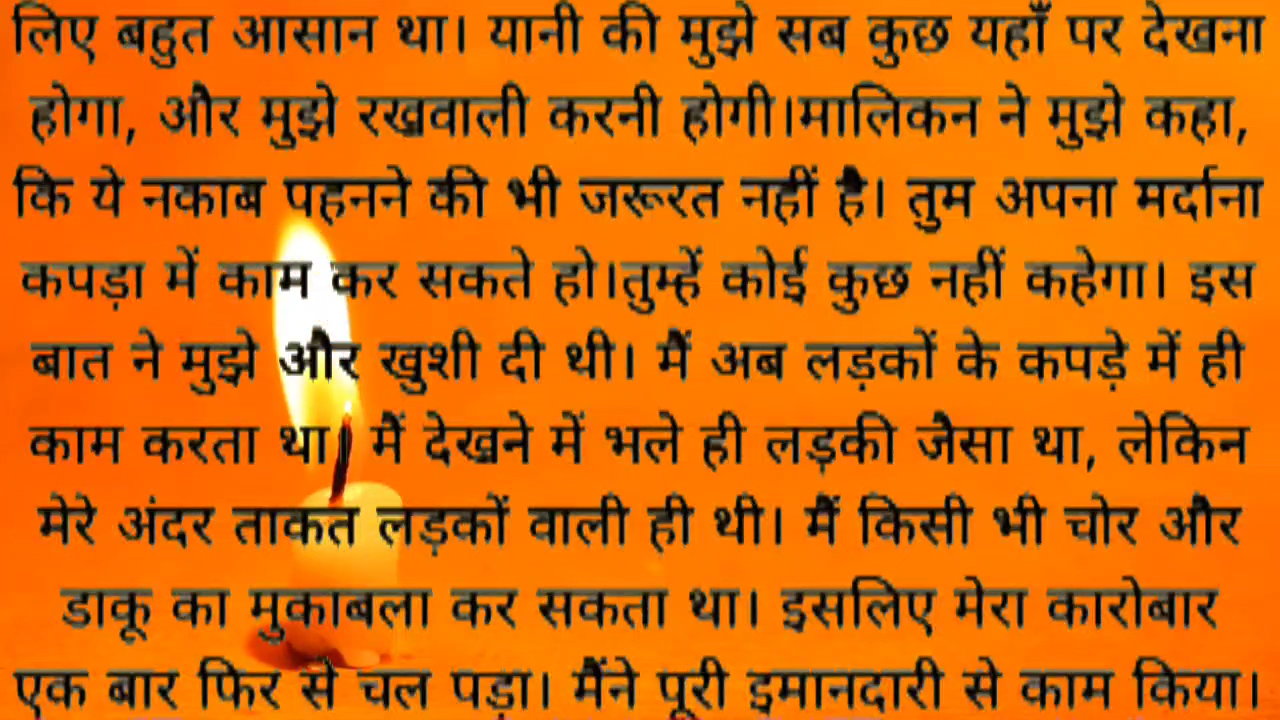 लिए बहुत आसान था। यानी की मुझे सब कुछ यहाँ पर देखना
होगा, और मुझे रखवाली करनी होगी।मालिकन ने मुझे कहा,
कि ये नकाब पहनने की भी जरूरत नहीं है। तुम अपना मर्दाना
कपड़ा में काम कर सकते हो।तुम्हें कोई कुछ नहीं कहेगा। इस
बात ने मुझे और खुशी दी थी। मैं अब लड़कों के कपड़े में ही
काम करता था। मैं देखने में भले ही लड़की जैसा था, लेकिन
मेरे अंदर ताकत लड़कों वाली ही थी। मैं किसी भी चोर और
डाकू का मुकाबला कर सकता था। इसलिए मेरा कारोबार
एक बार फिर से चल पड़ा। मैंने पूरी इमानदारी से काम किया।